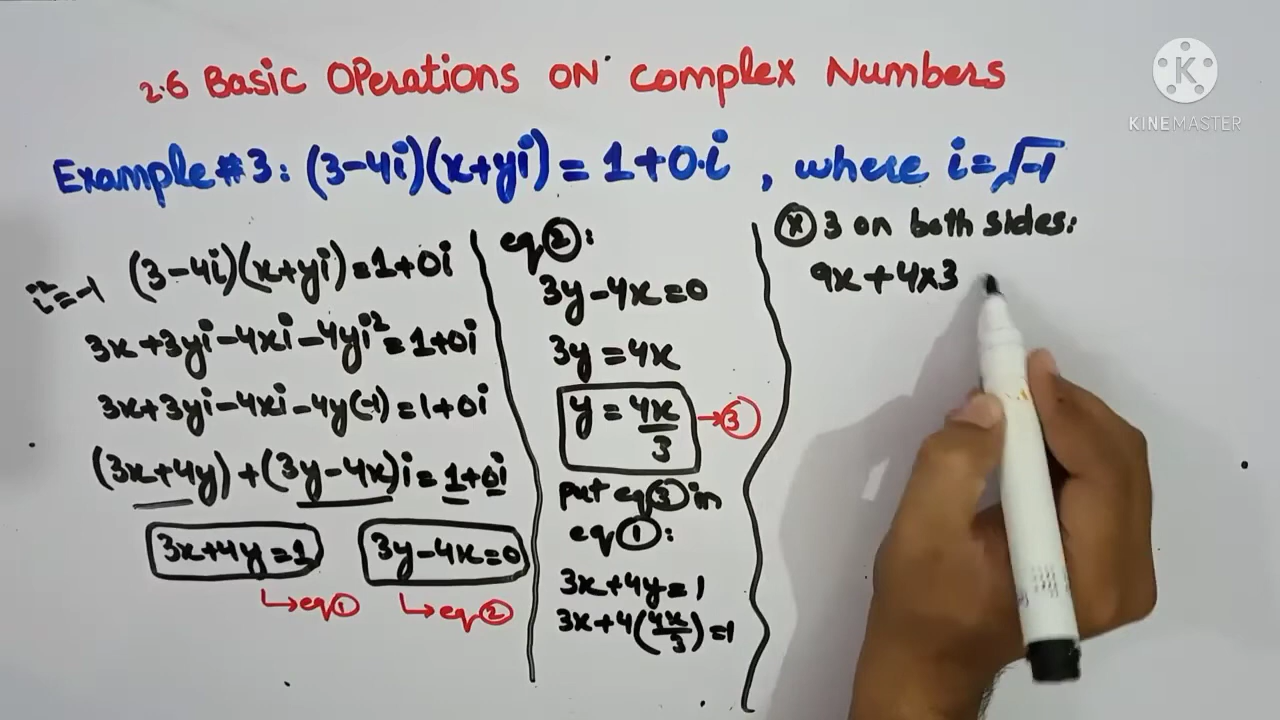 2.6 Basic Operations on Complex Numbers
KINEMASTER
Example#3: (3-4i)(x+yi) = 1+0.i , where i=√-1
i²=-1
(3-4i)(x+yi)=1+0i
3x+3yi-4xi-4yi²=1+0i
3x+3yi-4xi-4y(-1)=1+0i
(3x+4y)+(3y-4x)i=1+0i
3x+4y=1 3y-4x=0
↳eq① ↳eq②
eq②:
3y-4x=0
3y=4x
y=4x/3 →③
put eq③ in
eq①:
3x+4y=1
3x+4(4x/3)=1
ⓧ 3 on both sides:
9x+4x3